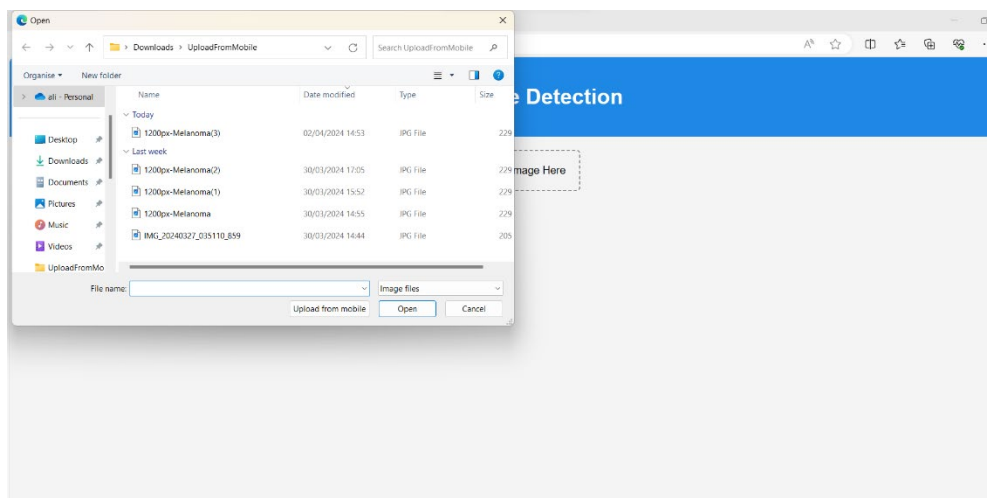 Open
Downloads > UploadFromMobile
Search UploadFromMobile
Organise
New folder
ali - Personal
Name
Date modified
Type
Size
e Detection
Today
1200px-Melanoma(3)
02/04/2024 14:53
JPG File
229
Desktop
Last week
Downloads
1200px-Melanoma(2)
30/03/2024 17:05
JPG File
229
mage Here
Documents
1200px-Melanoma(1)
30/03/2024 15:52
JPG File
229
Pictures
1200px-Melanoma
30/03/2024 14:55
JPG File
229
Music
IMG_20240327_035110_859
30/03/2024 14:44
JPG File
205
Videos
UploadFromMo
File name:
Image files
Upload from mobile
Open
Cancel